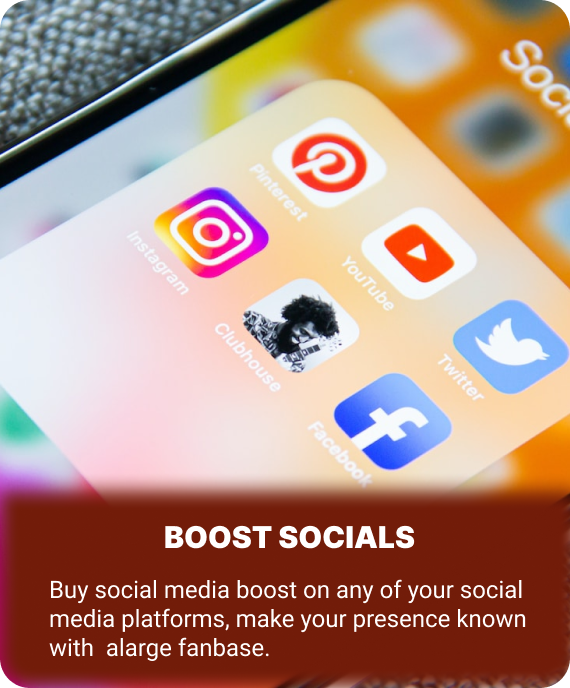 Soci
Pinterest
Instagram
YouTube
Clubhouse
Twitter
Facebook
BOOST SOCIALS
Buy social media boost on any of your social
media platforms, make your presence known
with  alarge fanbase.